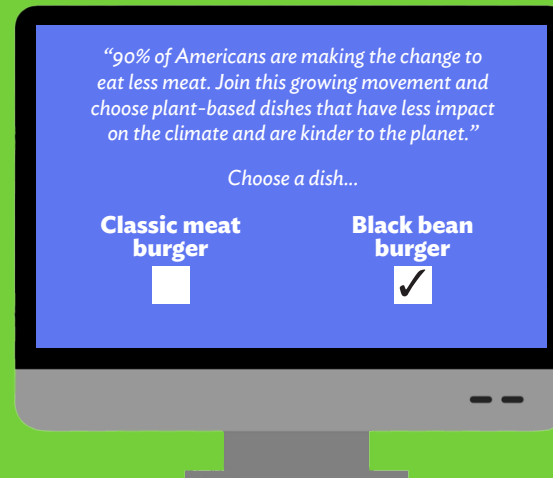 “90% of Americans are making the change to
eat less meat. Join this growing movement and
choose plant-based dishes that have less impact
on the climate and are kinder to the planet.”
Choose a dish...
Classic meat
burger
Black bean
burger